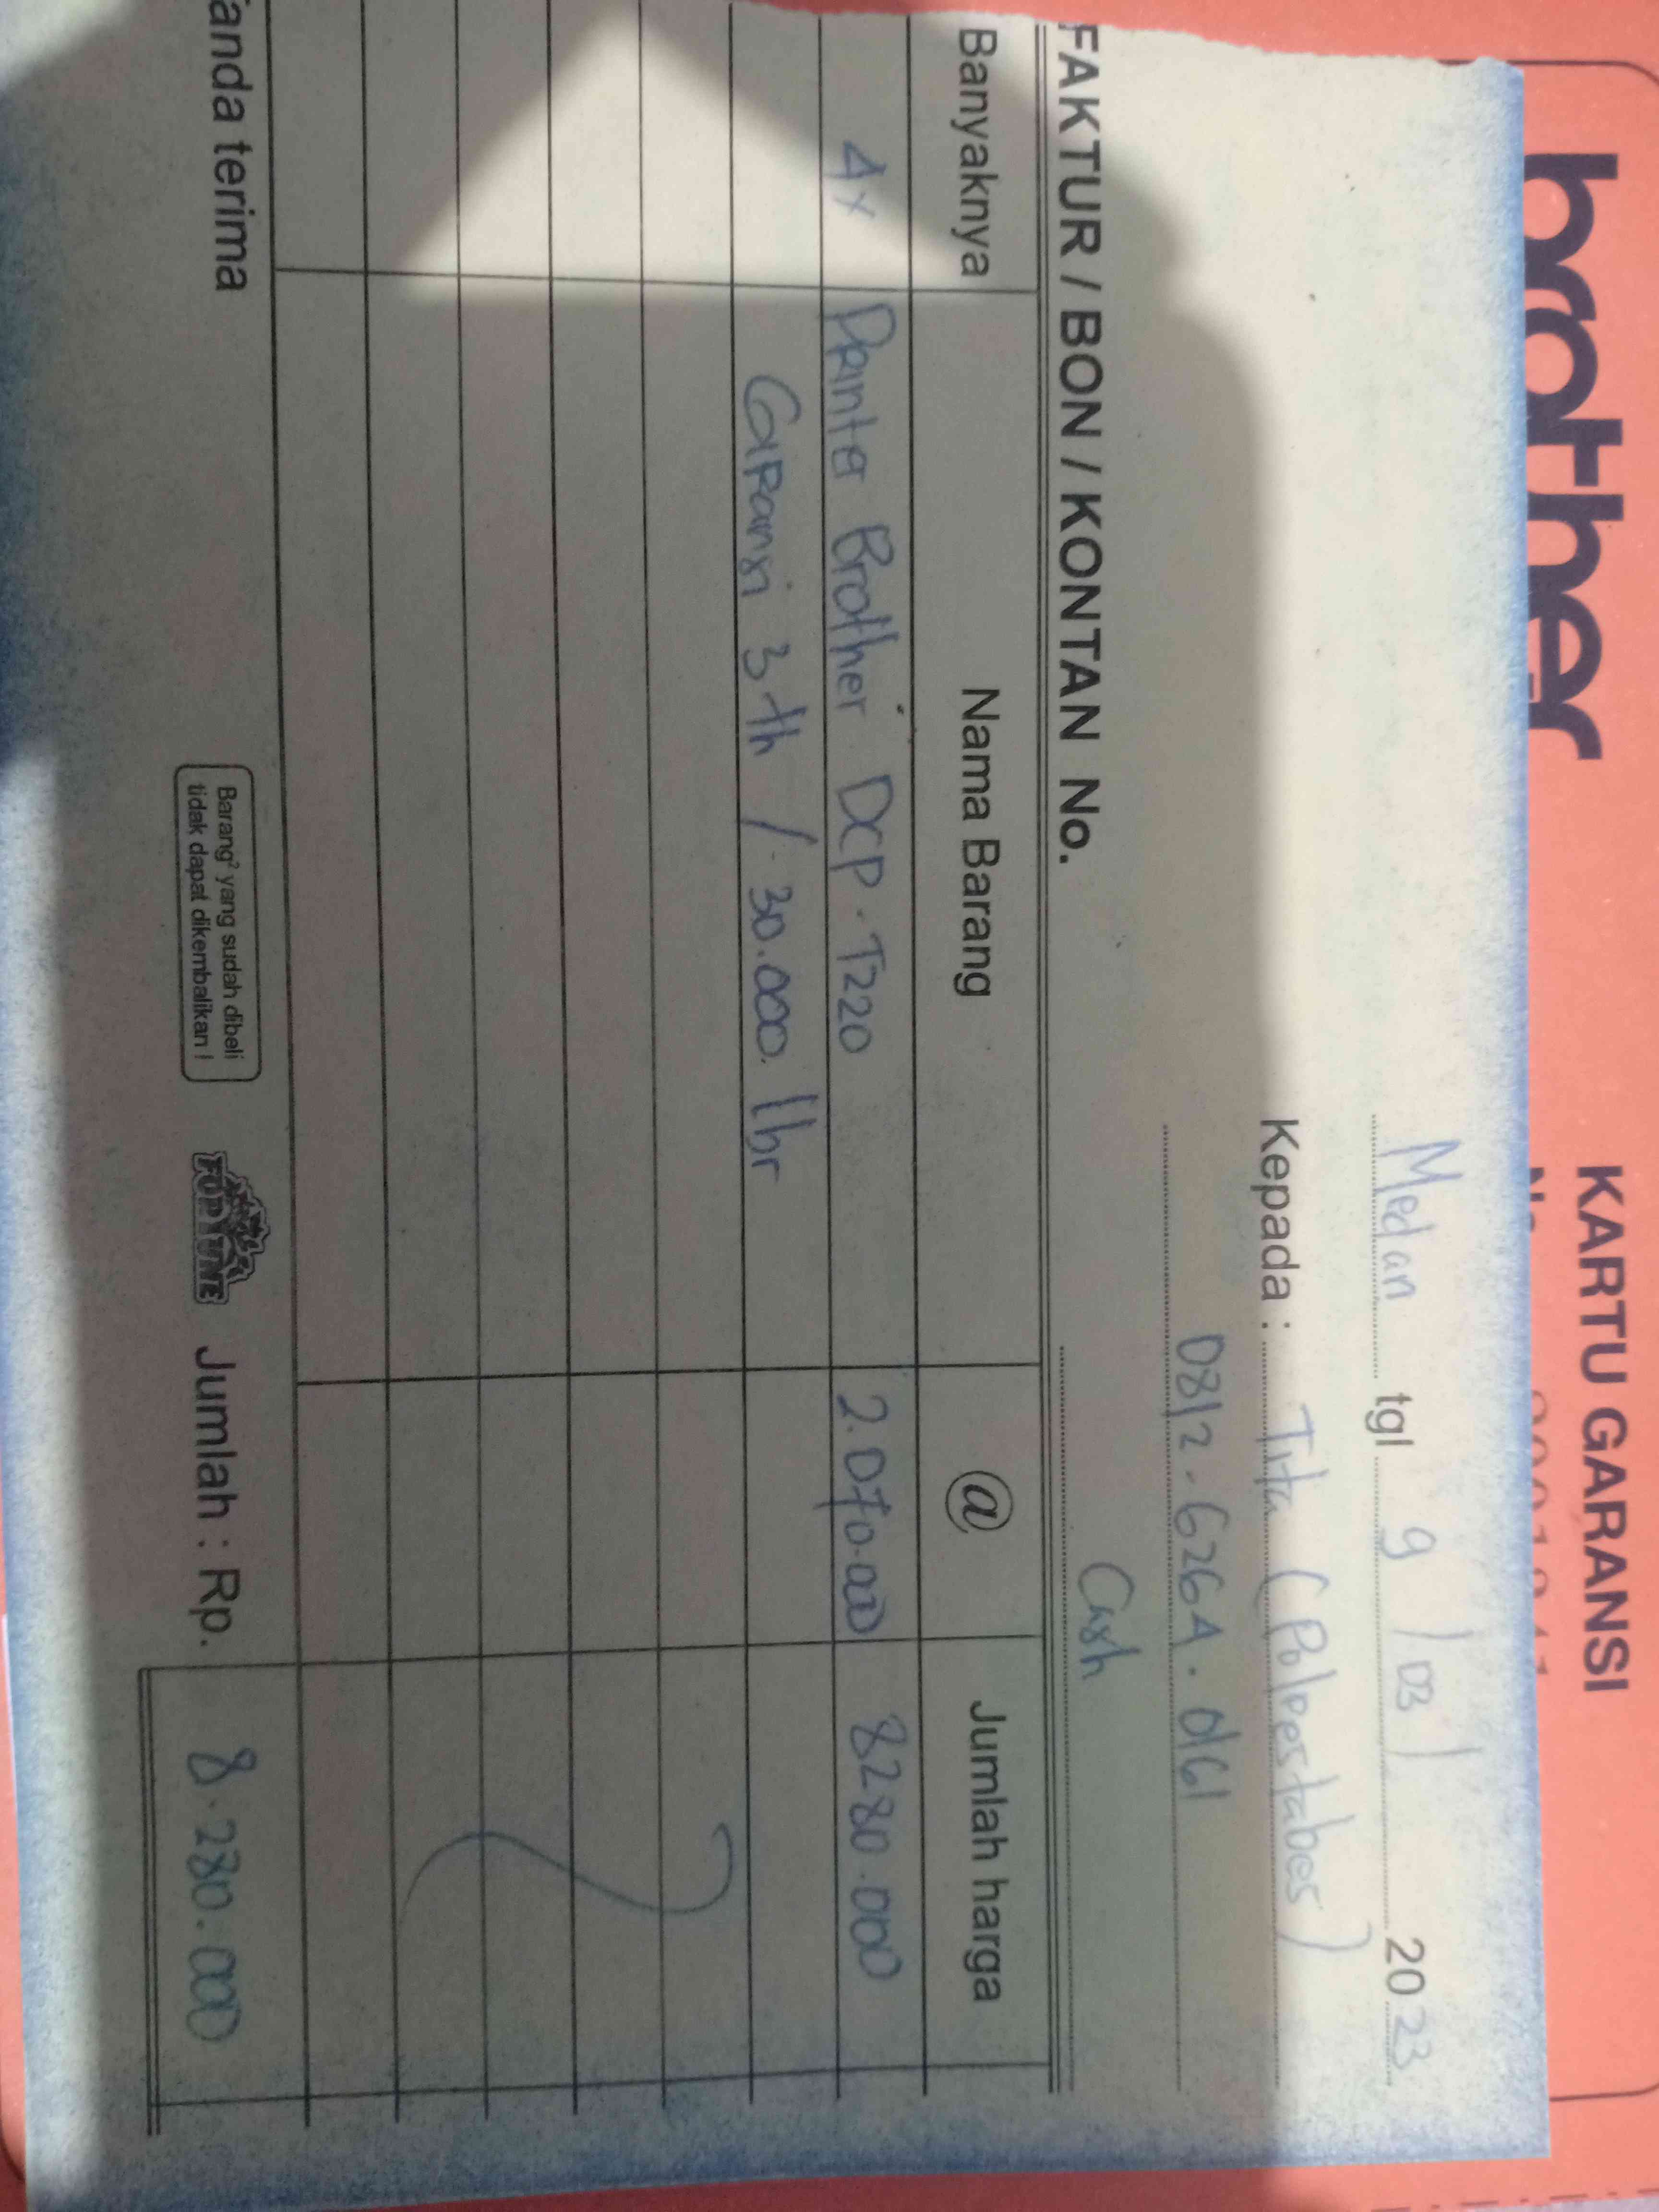 brother
KARTU GARANSI
Medan tgl 9 / 03 / 2023
Kepada : Tita (Polrestabes)
0812-6264.0161
FAKTUR / BON / KONTAN No. Cash
Banyaknya Nama Barang @ Jumlah harga
4x Printer Brother DCP-T220 2.070.000 8280.000
Garansi 3 th / 30.000 lbr
anda terima
Barang² yang sudah dibeli
tidak dapat dikembalikan !
FORTUNE
Jumlah : Rp. 8.280.000